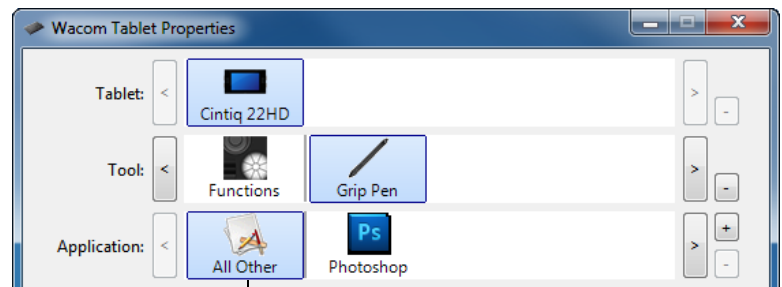 Wacom Tablet Properties
Tablet: < Cintiq 22HD > -
Tool: < Functions Grip Pen > -
Application: < All Other Ps Photoshop > + -